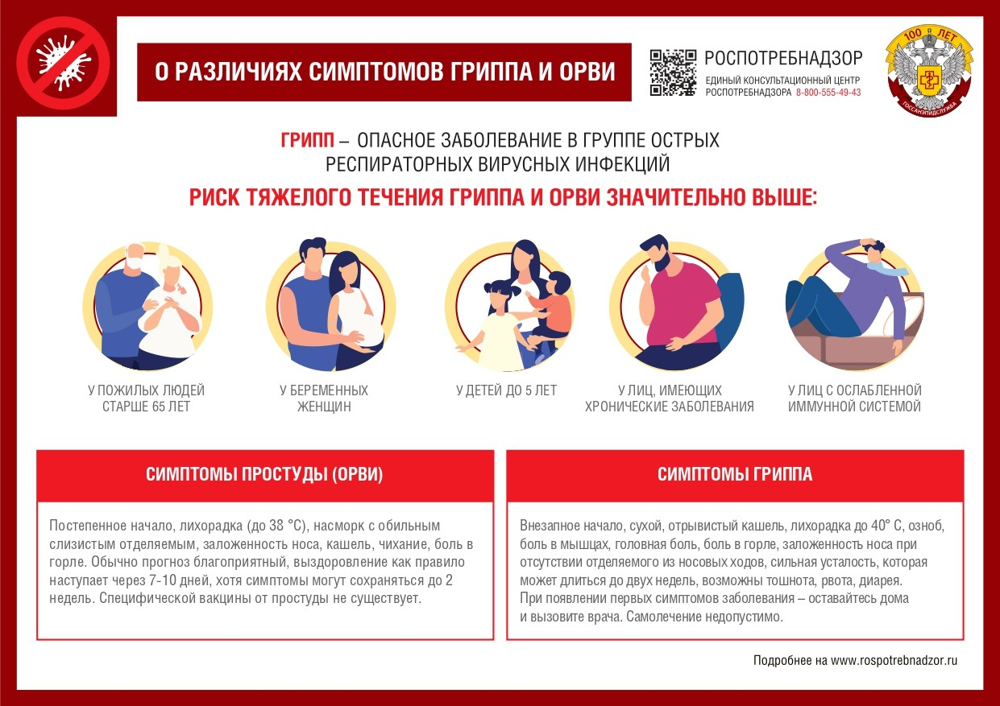 О РАЗЛИЧИЯХ СИМПТОМОВ ГРИППА И ОРВИ
РОСПОТРЕБНАДЗОР
ЕДИНЫЙ КОНСУЛЬТАЦИОННЫЙ ЦЕНТР
РОСПОТРЕБНАДЗОРА 8-800-555-49-43
100 ЛЕТ
ГОССАНЭПИДСЛУЖБА
ГРИПП – ОПАСНОЕ ЗАБОЛЕВАНИЕ В ГРУППЕ ОСТРЫХ
РЕСПИРАТОРНЫХ ВИРУСНЫХ ИНФЕКЦИЙ
РИСК ТЯЖЕЛОГО ТЕЧЕНИЯ ГРИППА И ОРВИ ЗНАЧИТЕЛЬНО ВЫШЕ:
У ПОЖИЛЫХ ЛЮДЕЙ
СТАРШЕ 65 ЛЕТ
У БЕРЕМЕННЫХ
ЖЕНЩИН
У ДЕТЕЙ ДО 5 ЛЕТ
У ЛИЦ, ИМЕЮЩИХ
ХРОНИЧЕСКИЕ ЗАБОЛЕВАНИЯ
У ЛИЦ С ОСЛАБЛЕННОЙ
ИММУННОЙ СИСТЕМОЙ
СИМПТОМЫ ПРОСТУДЫ (ОРВИ)
Постепенное начало, лихорадка (до 38 °С), насморк с обильным
слизистым отделяемым, заложенность носа, кашель, чихание, боль в
горле. Обычно прогноз благоприятный, выздоровление как правило
наступает через 7-10 дней, хотя симптомы могут сохраняться до 2
недель. Специфической вакцины от простуды не существует.
СИМПТОМЫ ГРИППА
Внезапное начало, сухой, отрывистый кашель, лихорадка до 40° С, озноб,
боль в мышцах, головная боль, боль в горле, заложенность носа при
отсутствии отделяемого из носовых ходов, сильная усталость, которая
может длиться до двух недель, возможны тошнота, рвота, диарея.
При появлении первых симптомов заболевания – оставайтесь дома
и вызовите врача. Самолечение недопустимо.
Подробнее на www.rospotrebnadzor.ru